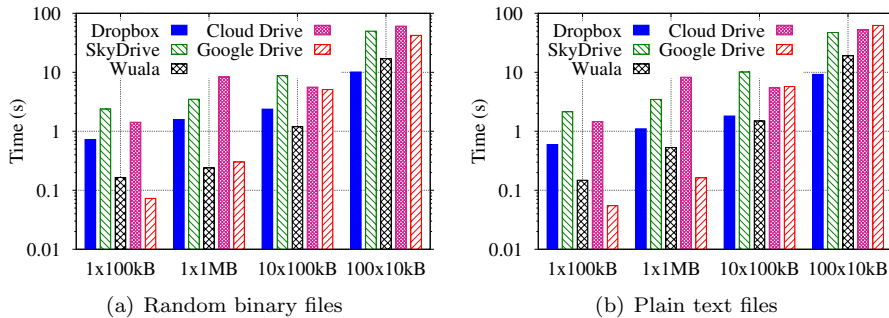 Time (s)
100
10
1
0.1
0.01
Dropbox
SkyDrive
Wuala
Cloud Drive
Google Drive
1x100kB 1x1MB 10x100kB 100x10kB
(a) Random binary files
Time (s)
100
10
1
0.1
0.01
Dropbox
SkyDrive
Wuala
Cloud Drive
Google Drive
1x100kB 1x1MB 10x100kB 100x10kB
(b) Plain text files